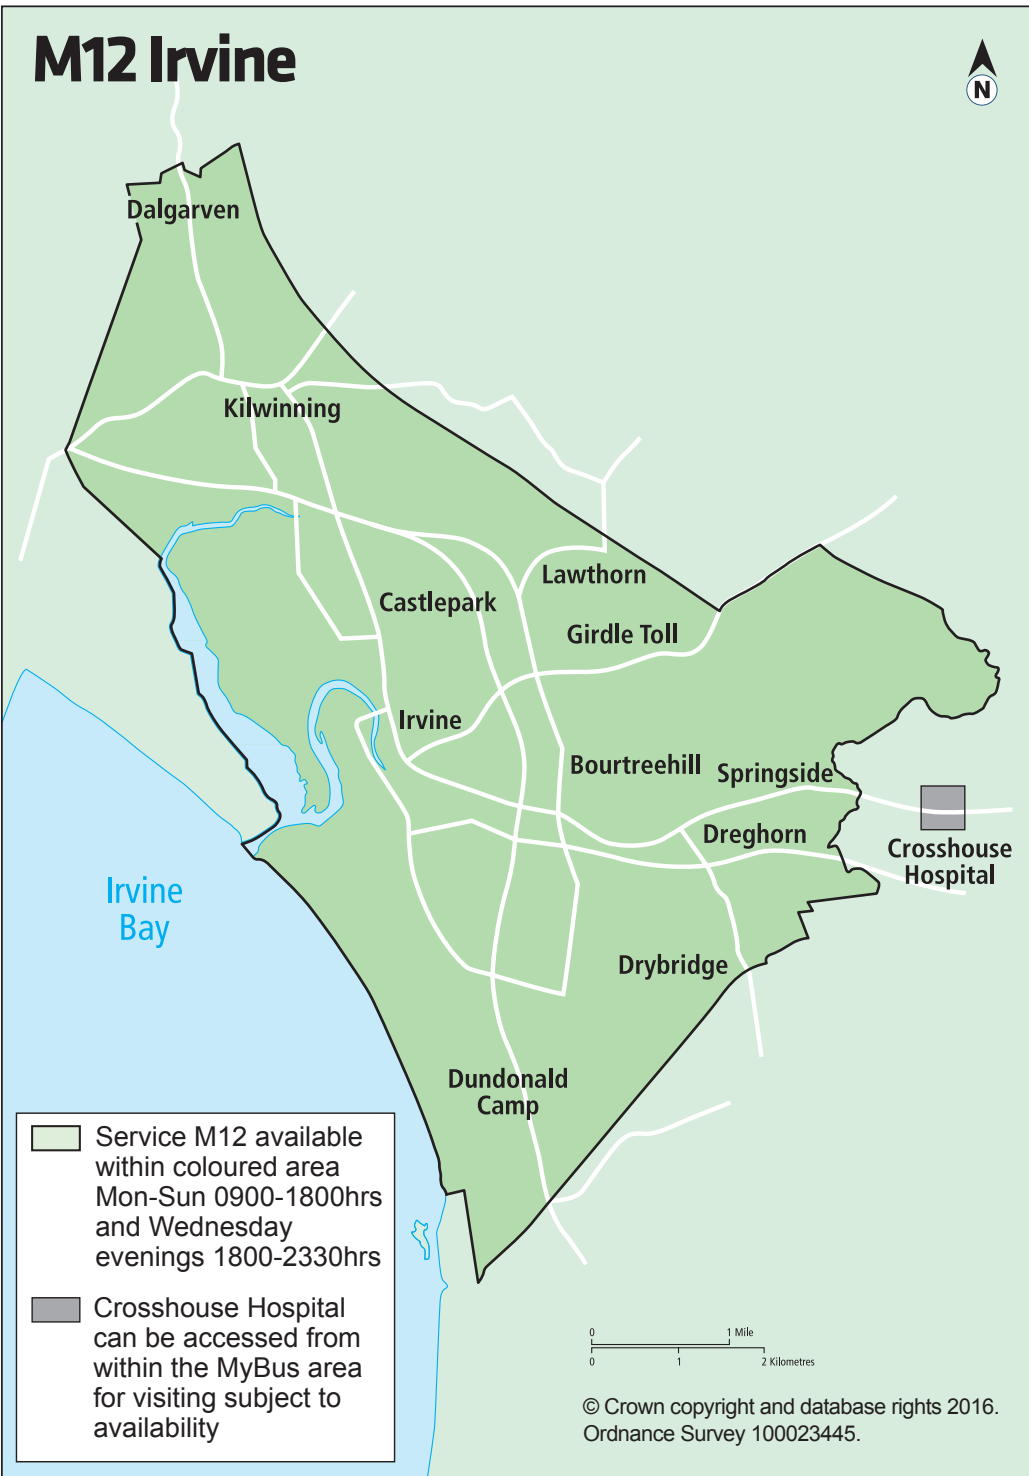 M12 Irvine
N
Dalgarven
Kilwinning
Lawthorn
Castlepark
Girdle Toll
Irvine
Bourtreehill
Springside
Dreghorn
Crosshouse
Hospital
Irvine
Bay
Drybridge
Dundonald
Camp
Service M12 available
within coloured area
Mon-Sun 0900-1800hrs
and Wednesday
evenings 1800-2330hrs
Crosshouse Hospital
can be accessed from
within the MyBus area
for visiting subject to
availability
0 1 Mile
0 1 2 Kilometres
© Crown copyright and database rights 2016.
Ordnance Survey 100023445.